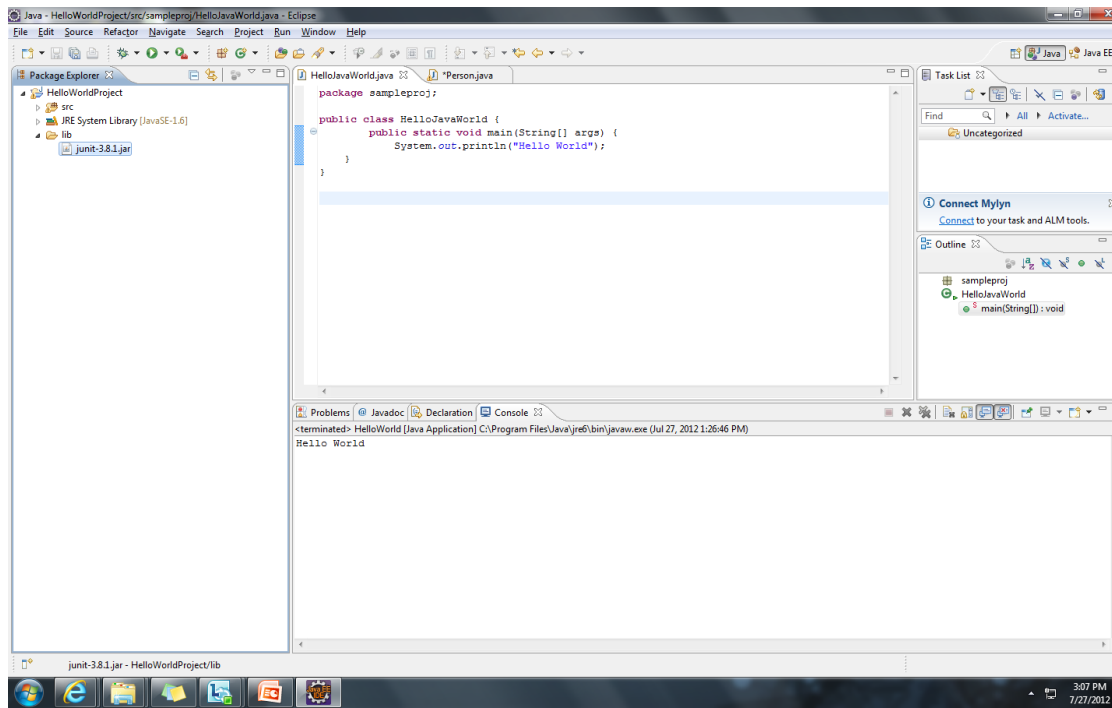 Java - HelloWorldProject/src/sampleproj/HelloJavaWorld.java - Eclipse
File Edit Source Refactor Navigate Search Project Run Window Help
Java Java EE
Package Explorer
HelloWorldProject
src
JRE System Library [JavaSE-1.6]
lib
junit-3.8.1.jar
HelloJavaWorld.java *Person.java
package sampleproj;
public class HelloJavaWorld {
public static void main(String[] args) {
System.out.println("Hello World");
}
}
Task List
Find All Activate...
Uncategorized
Connect Mylyn
Connect to your task and ALM tools.
Outline
sampleproj
HelloJavaWorld
main(String[]) : void
Problems @ Javadoc Declaration Console
<terminated> HelloWorld [Java Application] C:\Program Files\Java\jre6\bin\javaw.exe (Jul 27, 2012 1:26:46 PM)
Hello World
junit-3.8.1.jar - HelloWorldProject/lib
Java EE
IDE
3:07 PM
7/27/2012